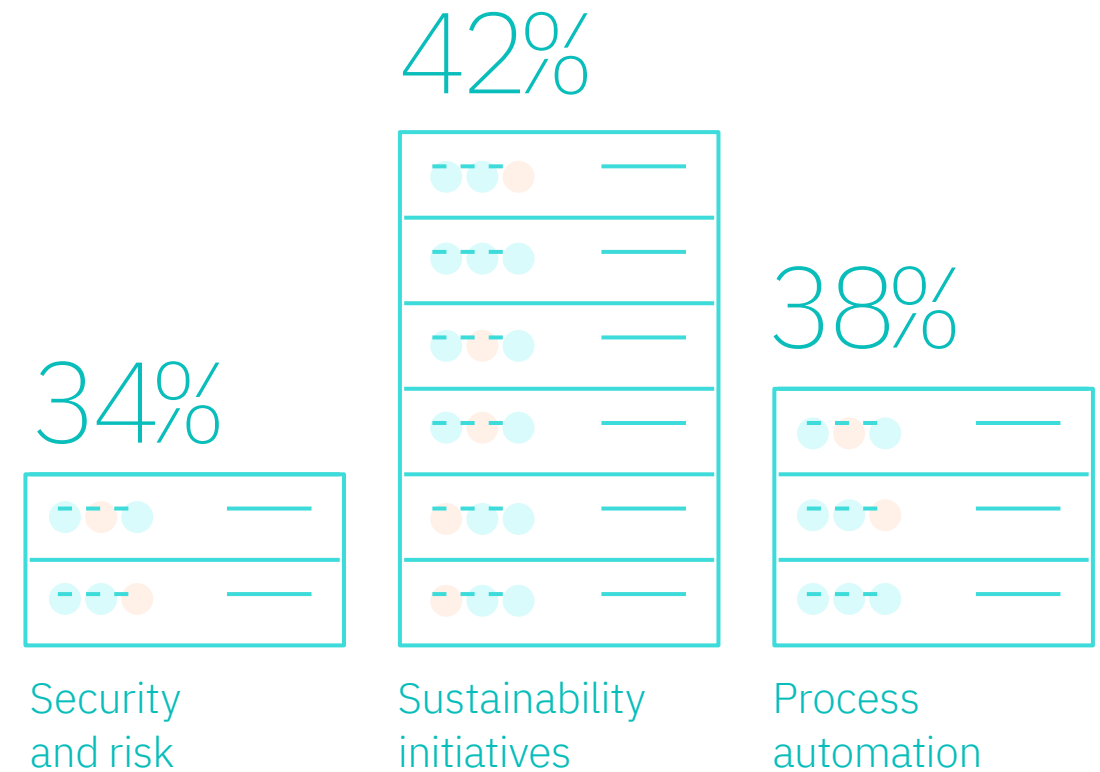 42%
38%
34%
Security
and risk
Sustainability
initiatives
Process
automation